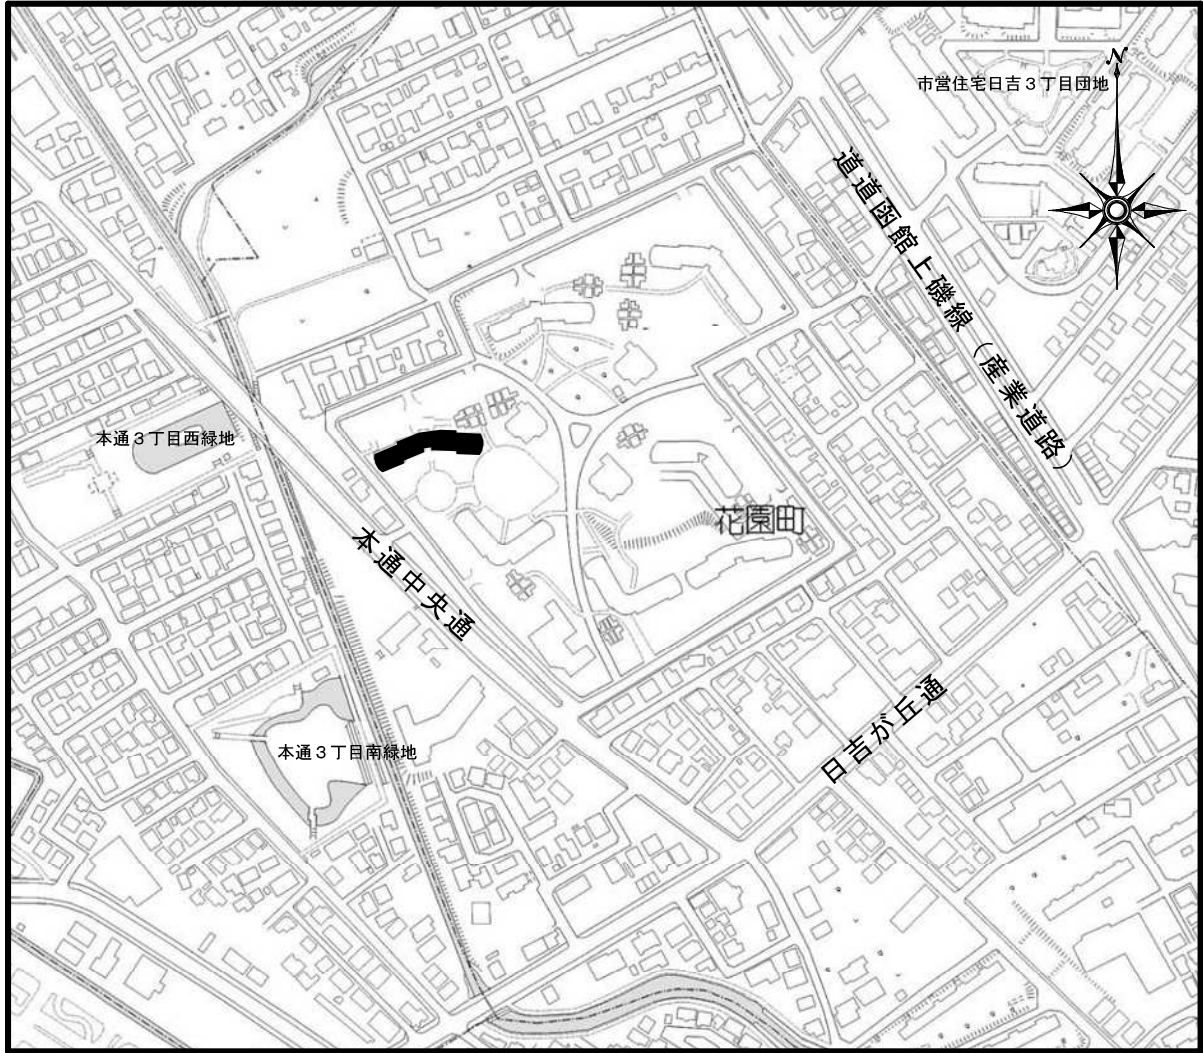 N
市営住宅日吉３丁目団地
道道函館上磯線（産業道路）
本通３丁目西緑地
花園町
本通中央通
日吉が丘通
本通３丁目南緑地